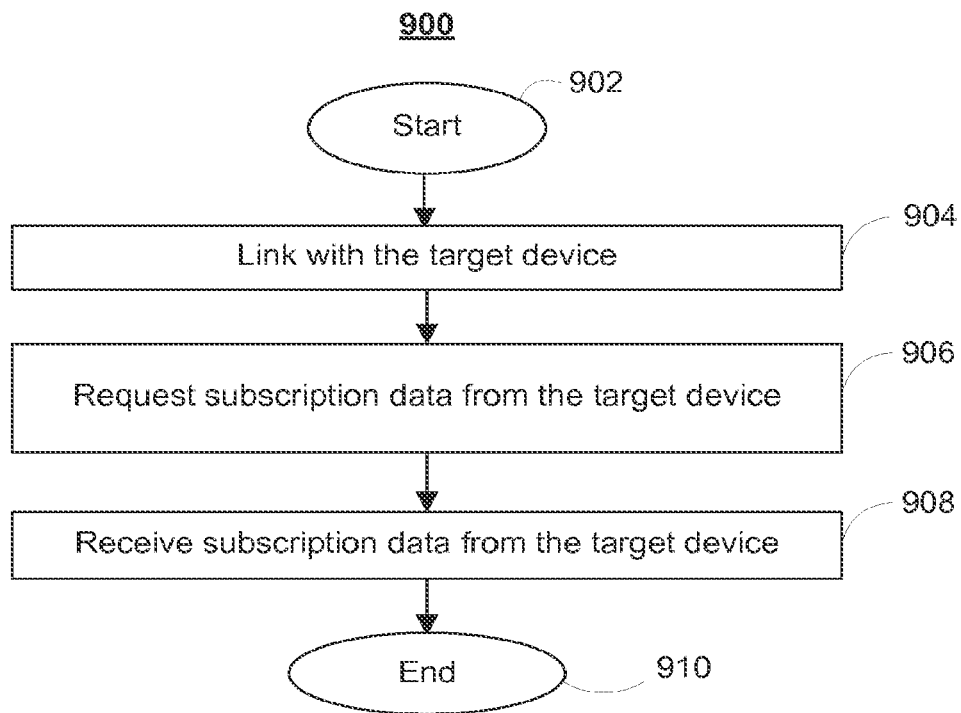 900
902
Start
904
Link with the target device
906
Request subscription data from the target device
908
Receive subscription data from the target device
End
910